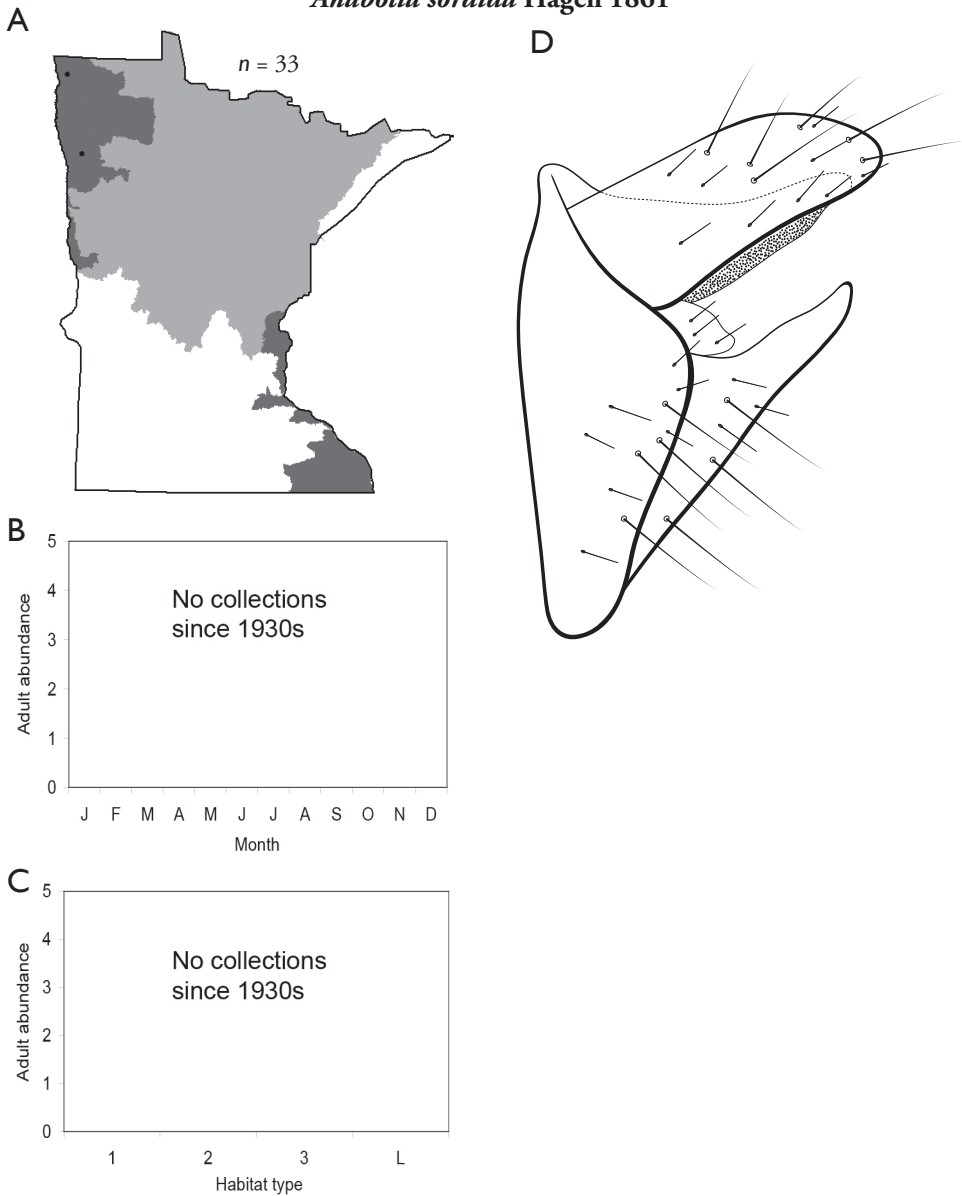 Anabolia sordida Hagen 1861
A
n = 33
D
B
5
4
3
2
1
0
Adult abundance
No collections
since 1930s
J F M A M J J A S O N D
Month
C
5
4
3
2
1
0
Adult abundance
No collections
since 1930s
1 2 3 L
Habitat type